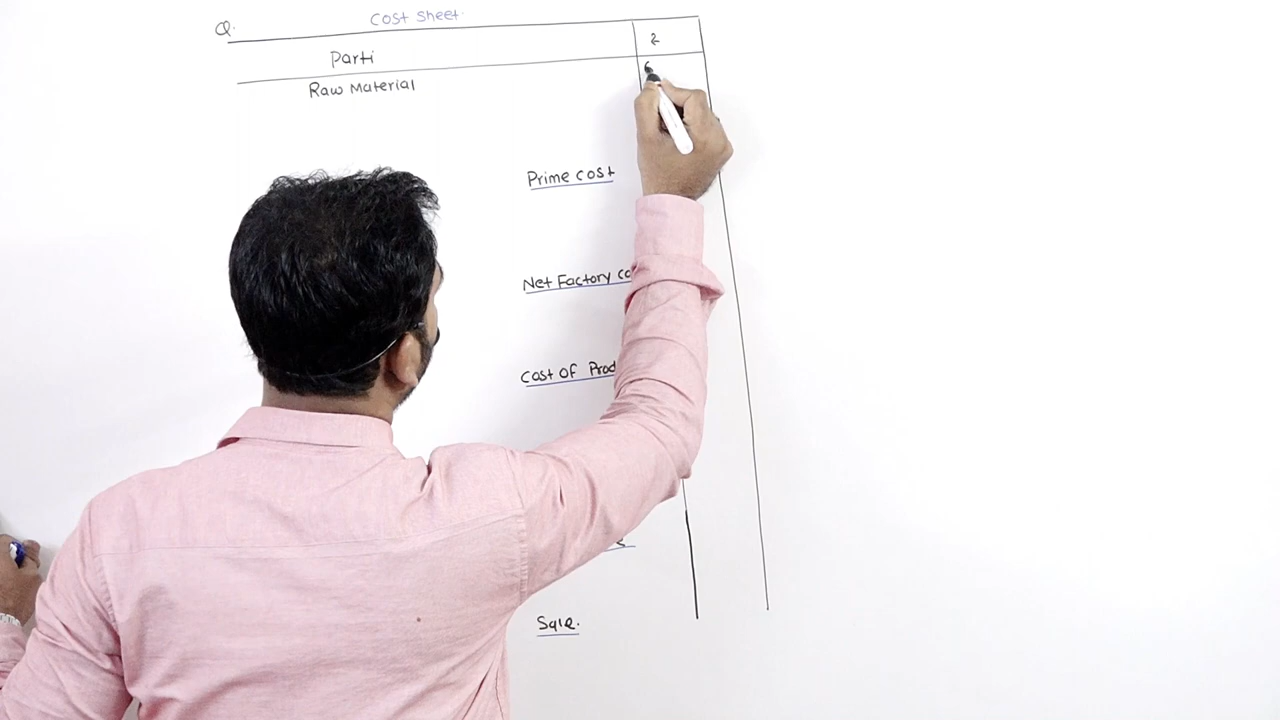 Q. Cost Sheet
Parti ₹
Raw Material
Prime cost
Net Factory co
Cost of Prod
Sale.